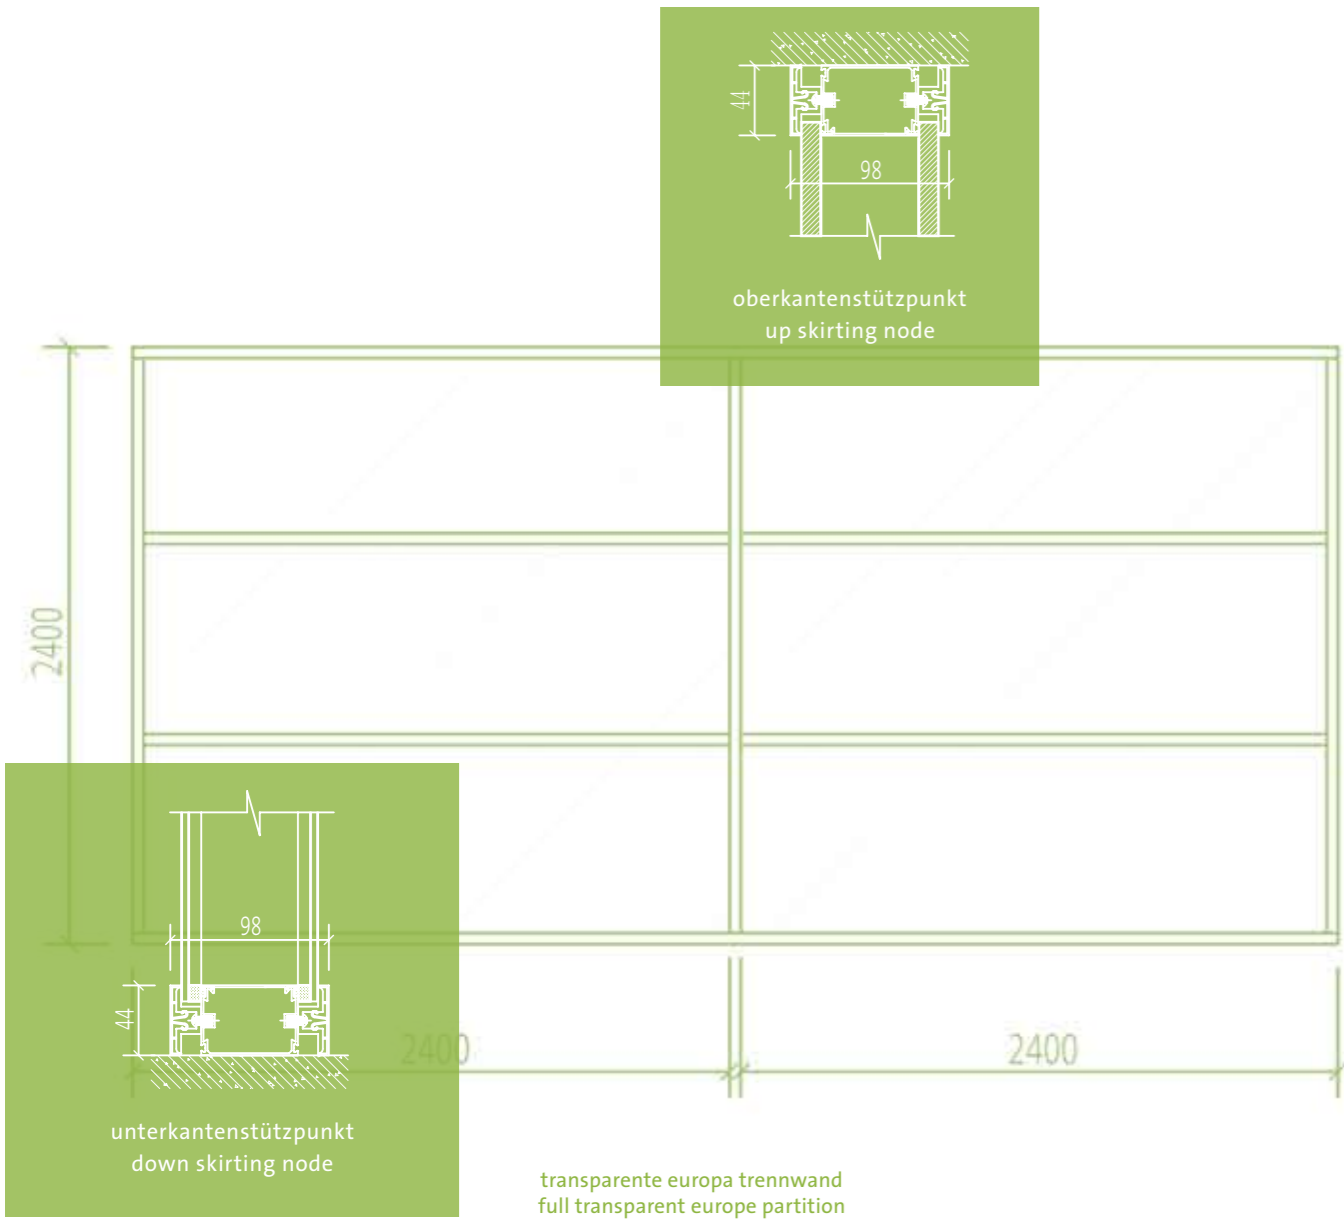 44
98
oberkantenstützpunkt
up skirting node
2400
98
44
2400
2400
unterkantenstützpunkt
down skirting node
transparente europa trennwand
full transparent europe partition